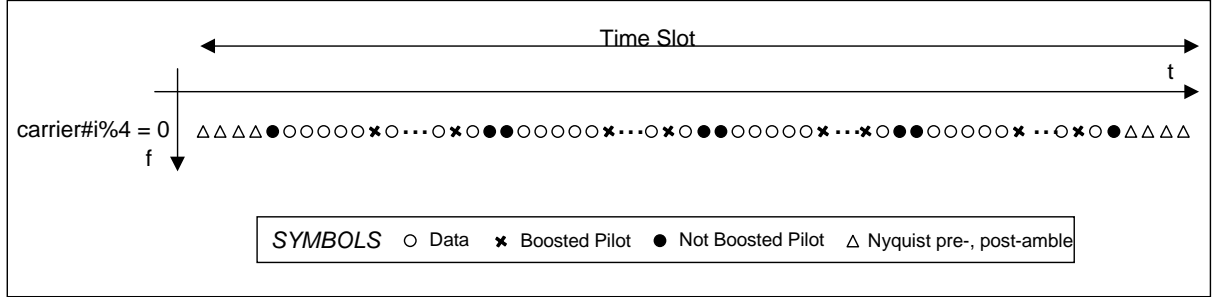 Time Slot
t
carrier#i%4 = 0
f
SYMBOLS Data Boosted Pilot Not Boosted Pilot Nyquist pre-, post-amble